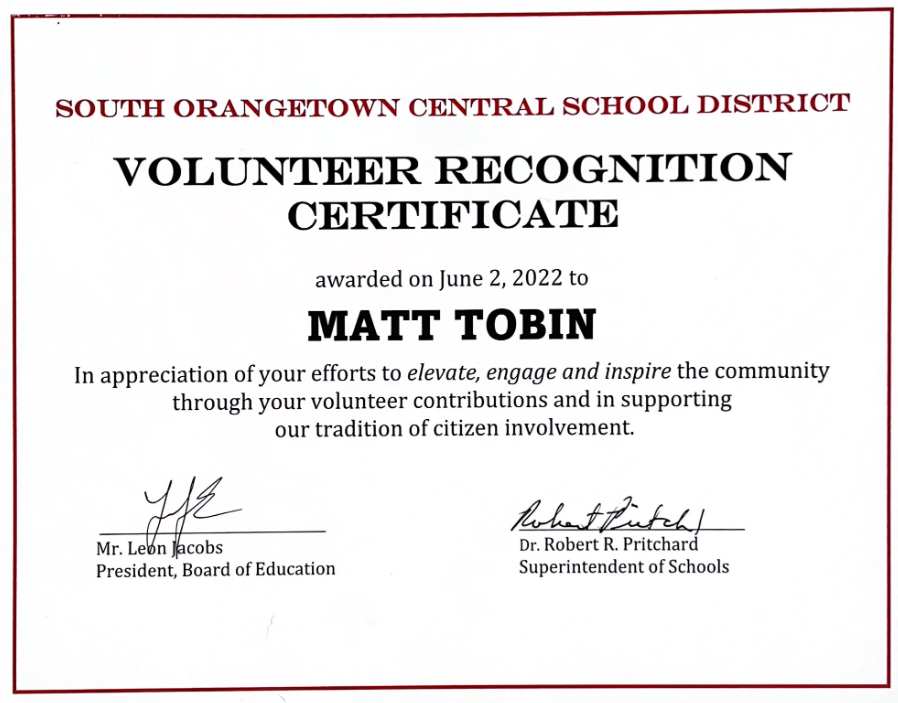 SOUTH ORANGETOWN CENTRAL SCHOOL DISTRICT
VOLUNTEER RECOGNITION
CERTIFICATE
awarded on June 2, 2022 to
MATT TOBIN
In appreciation of your efforts to elevate, engage and inspire the community
through your volunteer contributions and in supporting
our tradition of citizen involvement.
Mr. Leon Jacobs
President, Board of Education
Robert Pritch
Dr. Robert R. Pritchard
Superintendent of Schools